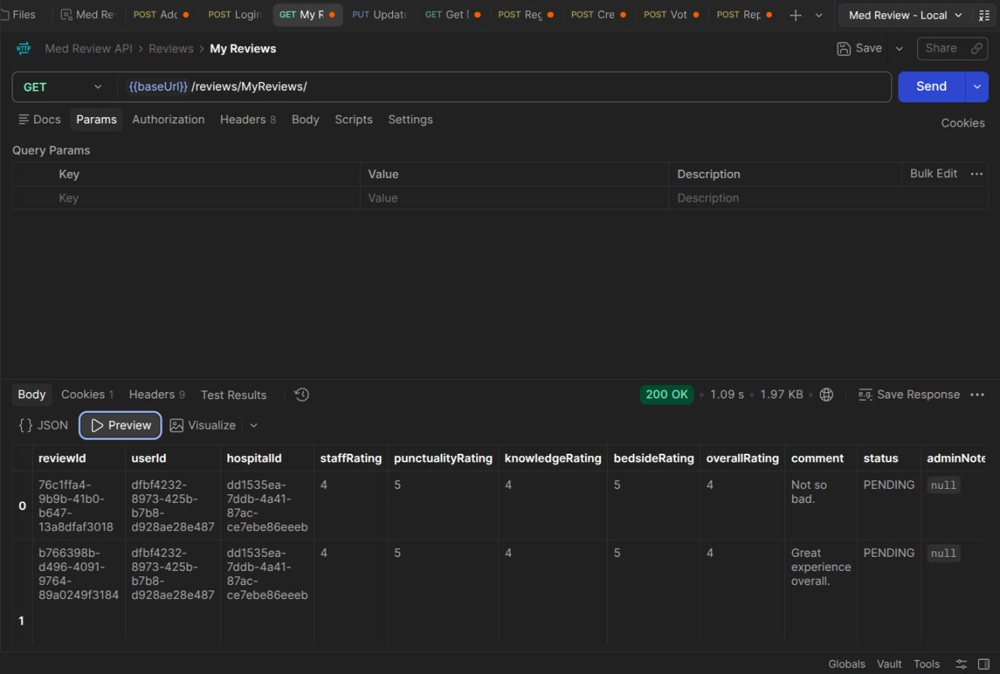 Files Med Re POST Adc POST Login GET My R PUT Update GET Get POST Reg POST Cre POST Vot POST Rep Med Review - Local
HTTP Med Review API > Reviews > My Reviews Save Share
GET {{baseUrl}} /reviews/MyReviews/ Send
Docs Params Authorization Headers 8 Body Scripts Settings Cookies
Query Params
Key Value Description Bulk Edit
Key Value Description
Body Cookies 1 Headers 9 Test Results 200 OK • 1.09 s • 1.97 KB • e.g. Save Response
{ } JSON Preview Visualize
reviewId userId hospitalId staffRating punctualityRating knowledgeRating bedsideRating overallRating comment status adminNote
76c1ffa4- dfbf4232- dd1535ea- 4 5 4 5 4 Not so PENDING null
9b9b-41b0- 8973-425b- 7ddb-4a41- bad.
0 b647- b7b8- 87ac-
13a8dfaf3018 d928ae28e487 ce7ebe86eeeb
b766398b- dfbf4232- dd1535ea- 4 5 4 5 4 Great PENDING null
d496-4091- 8973-425b- 7ddb-4a41- experience
9764- b7b8- 87ac- overall.
89a0249f3184 d928ae28e487 ce7ebe86eeeb
1
Globals Vault Tools